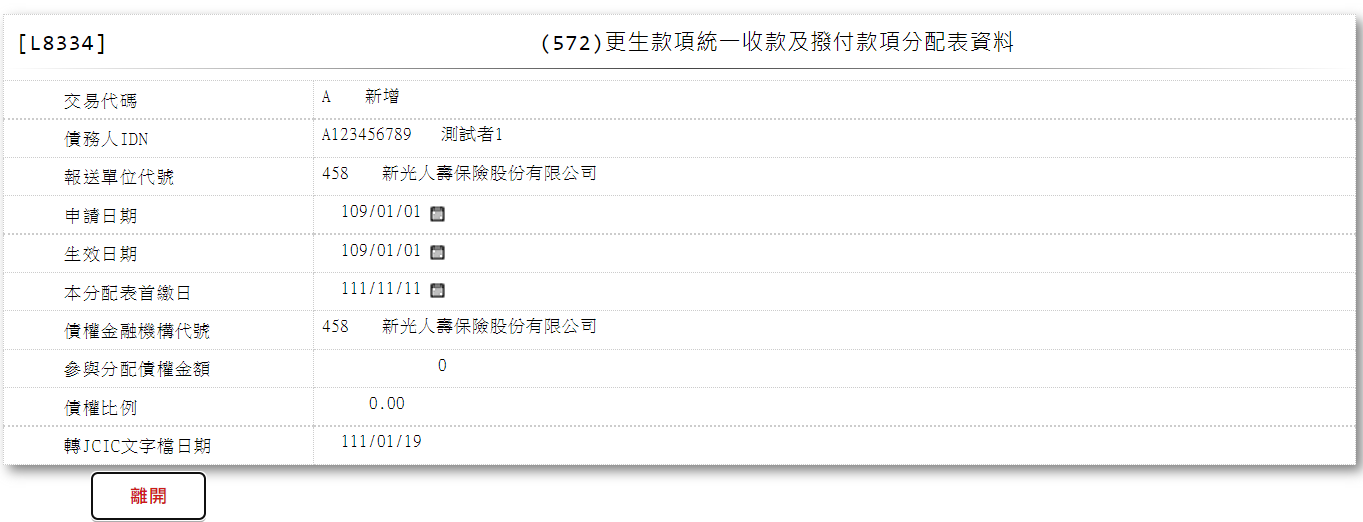 [L8334] (572)更生款項統一收款及撥付款項分配表資料
交易代碼 A 新增
債務人IDN A123456789 測試者1
報送單位代號 458 新光人壽保險股份有限公司
申請日期 109/01/01
生效日期 109/01/01
本分配表首繳日 111/11/11
債權金融機構代號 458 新光人壽保險股份有限公司
參與分配債權金額 0
債權比例 0.00
轉JCIC文字檔日期 111/01/19
離開